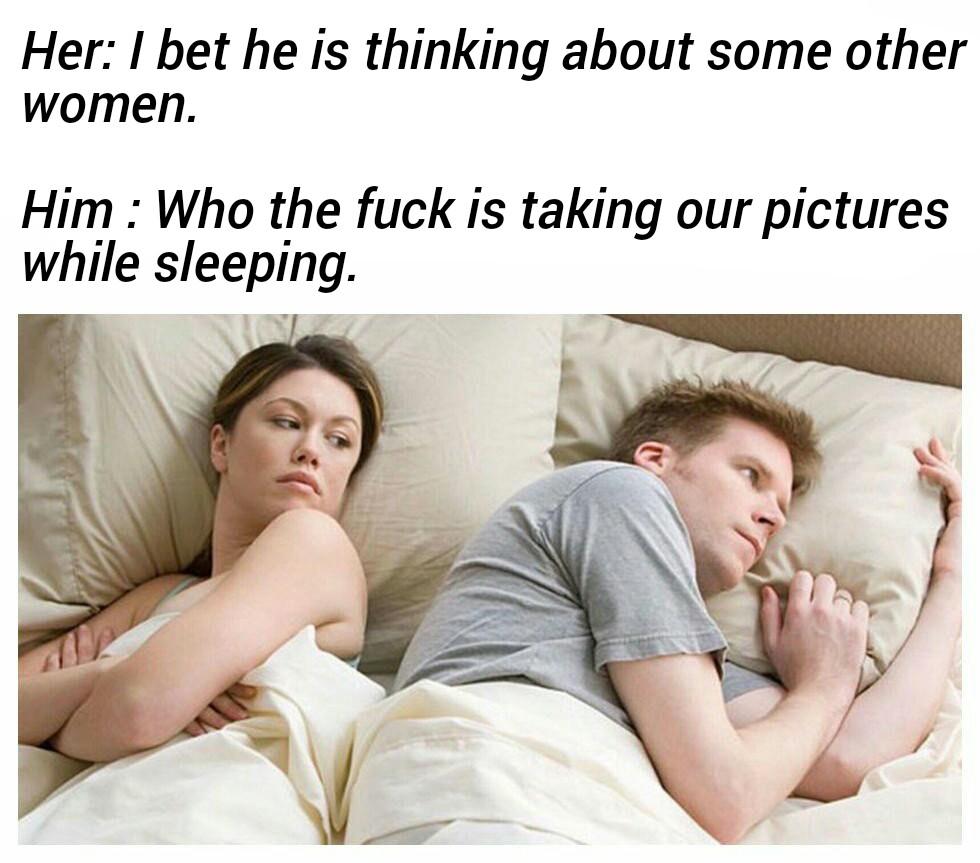 Her: I bet he is thinking about some other
women.
Him : Who the fuck is taking our pictures
while sleeping.